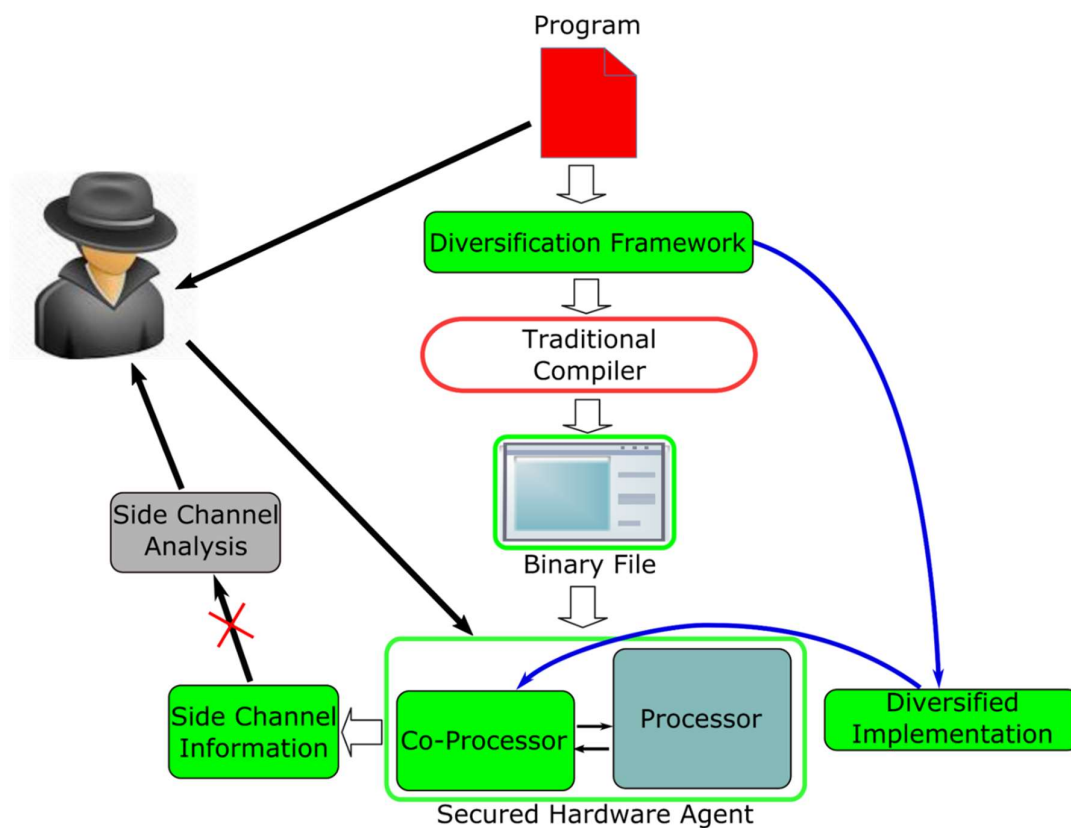 Program
Diversification Framework
Traditional
Compiler
Binary File
Side Channel
Analysis
Side Channel
Information
Co-Processor
Processor
Diversified
Implementation
Secured Hardware Agent